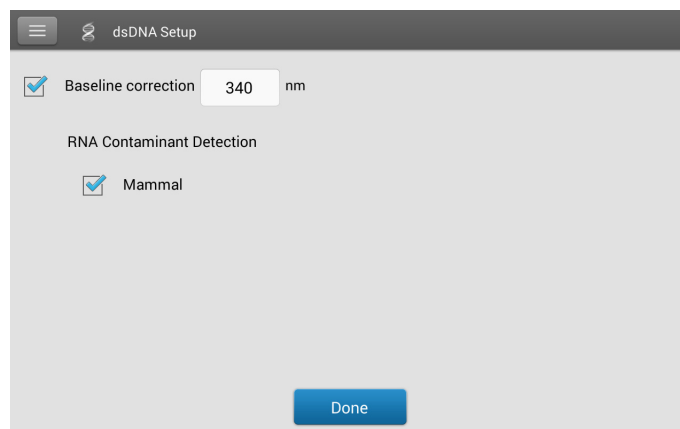 dsDNA Setup
Baseline correction 340 nm
RNA Contaminant Detection
Mammal
Done